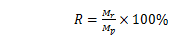 R = Mᵣ/Mₚ × 100%